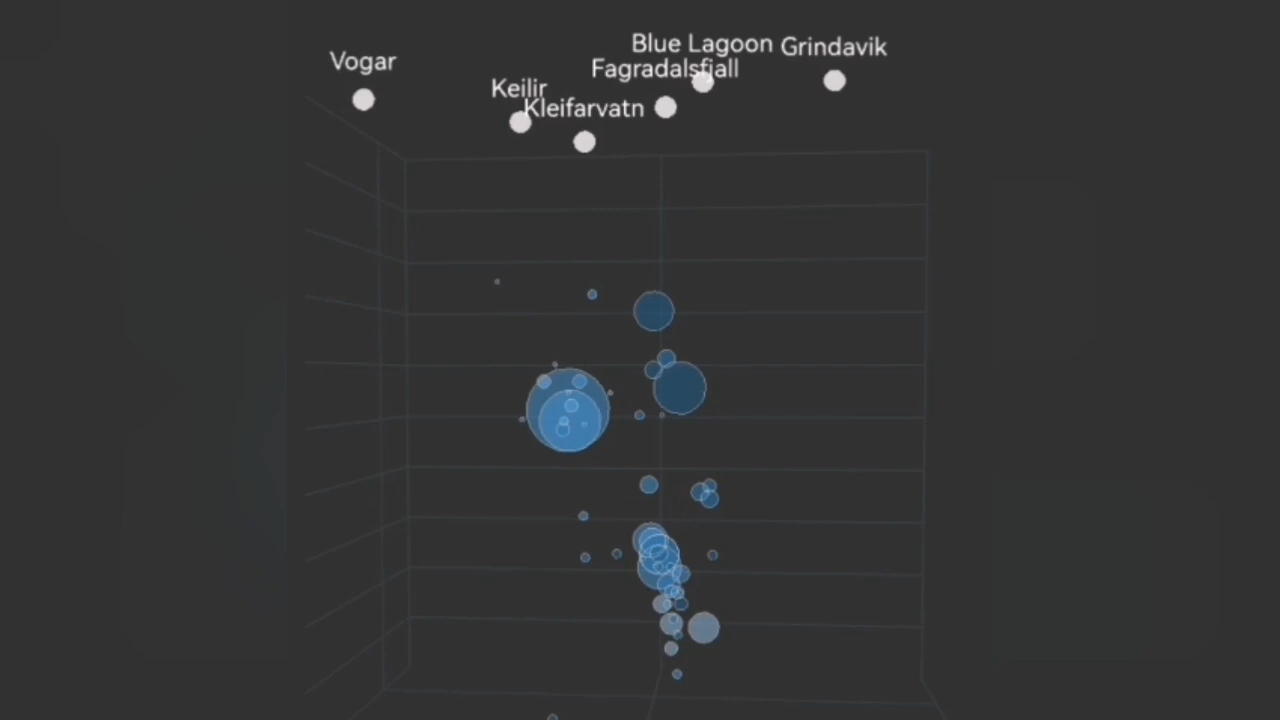 Blue Lagoon
Grindavik
Vogar
Fagradalsfjall
Keilir
Kleifarvatn